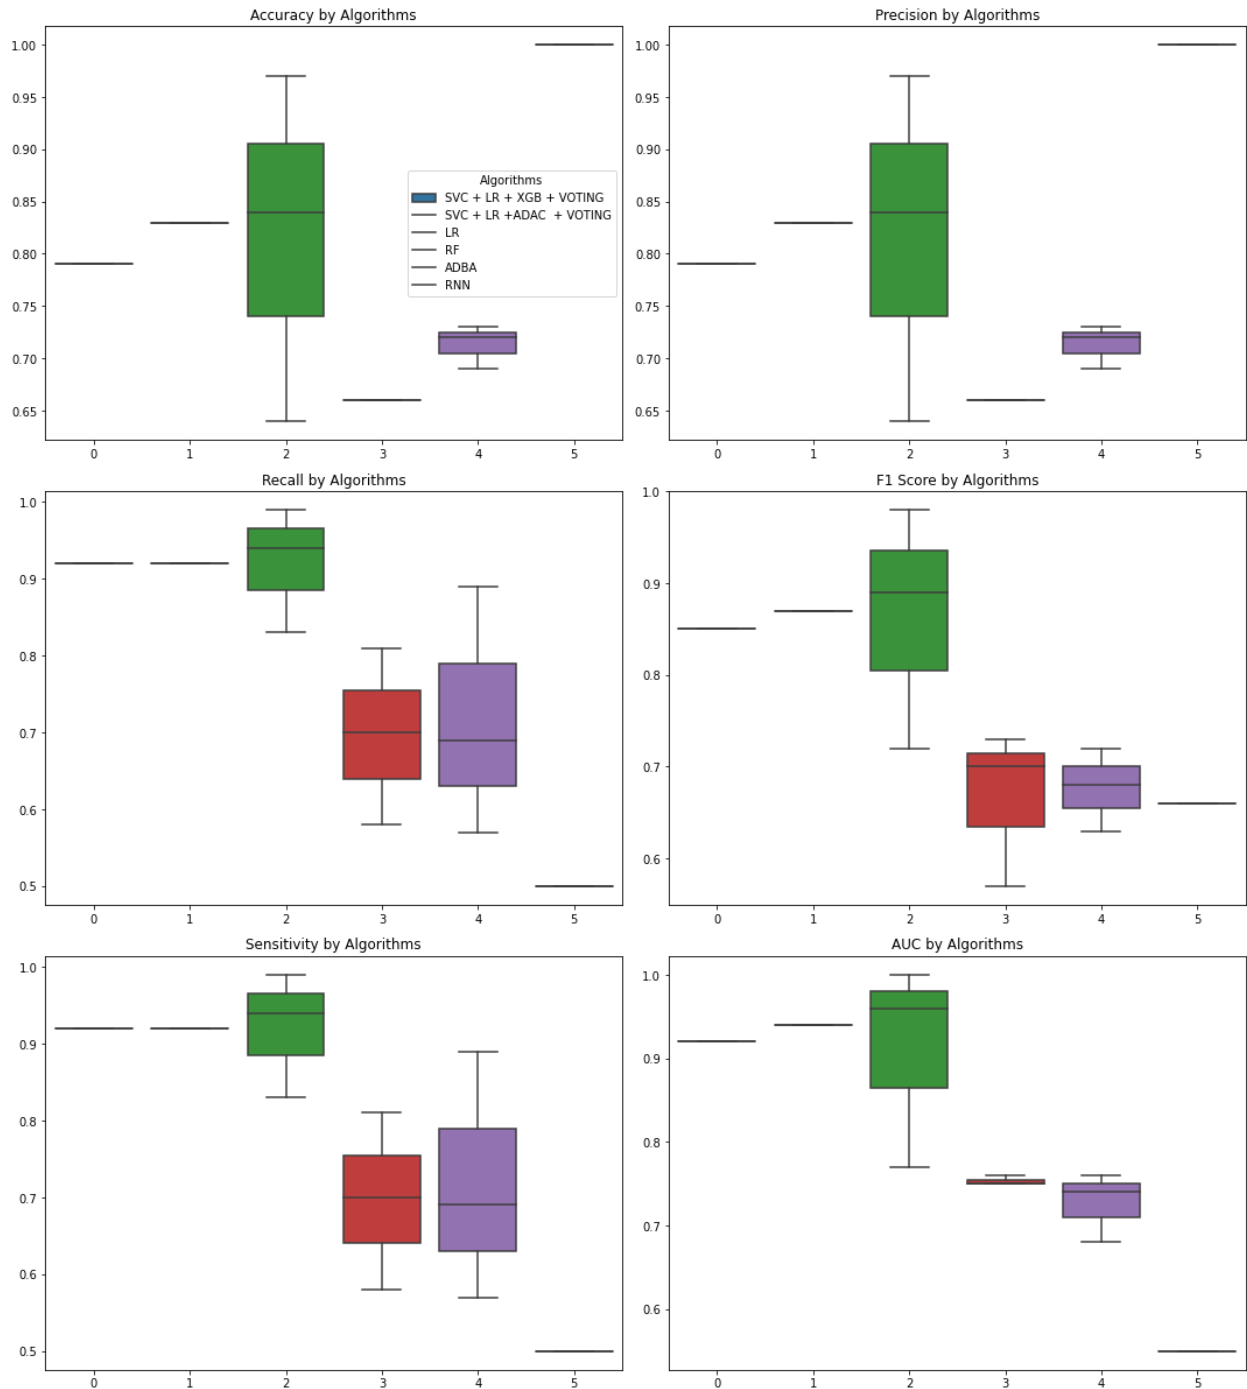 Accuracy by Algorithms
1.00
0.95
0.90
0.85
0.80
0.75
0.70
0.65
0 1 2 3 4 5
Algorithms
SVC + LR + XGB + VOTING
SVC + LR +ADAC  + VOTING
LR
RF
ADBA
RNN
Precision by Algorithms
1.00
0.95
0.90
0.85
0.80
0.75
0.70
0.65
0 1 2 3 4 5
Recall by Algorithms
1.0
0.9
0.8
0.7
0.6
0.5
0 1 2 3 4 5
F1 Score by Algorithms
1.0
0.9
0.8
0.7
0.6
0 1 2 3 4 5
Sensitivity by Algorithms
1.0
0.9
0.8
0.7
0.6
0.5
0 1 2 3 4 5
AUC by Algorithms
1.0
0.9
0.8
0.7
0.6
0 1 2 3 4 5